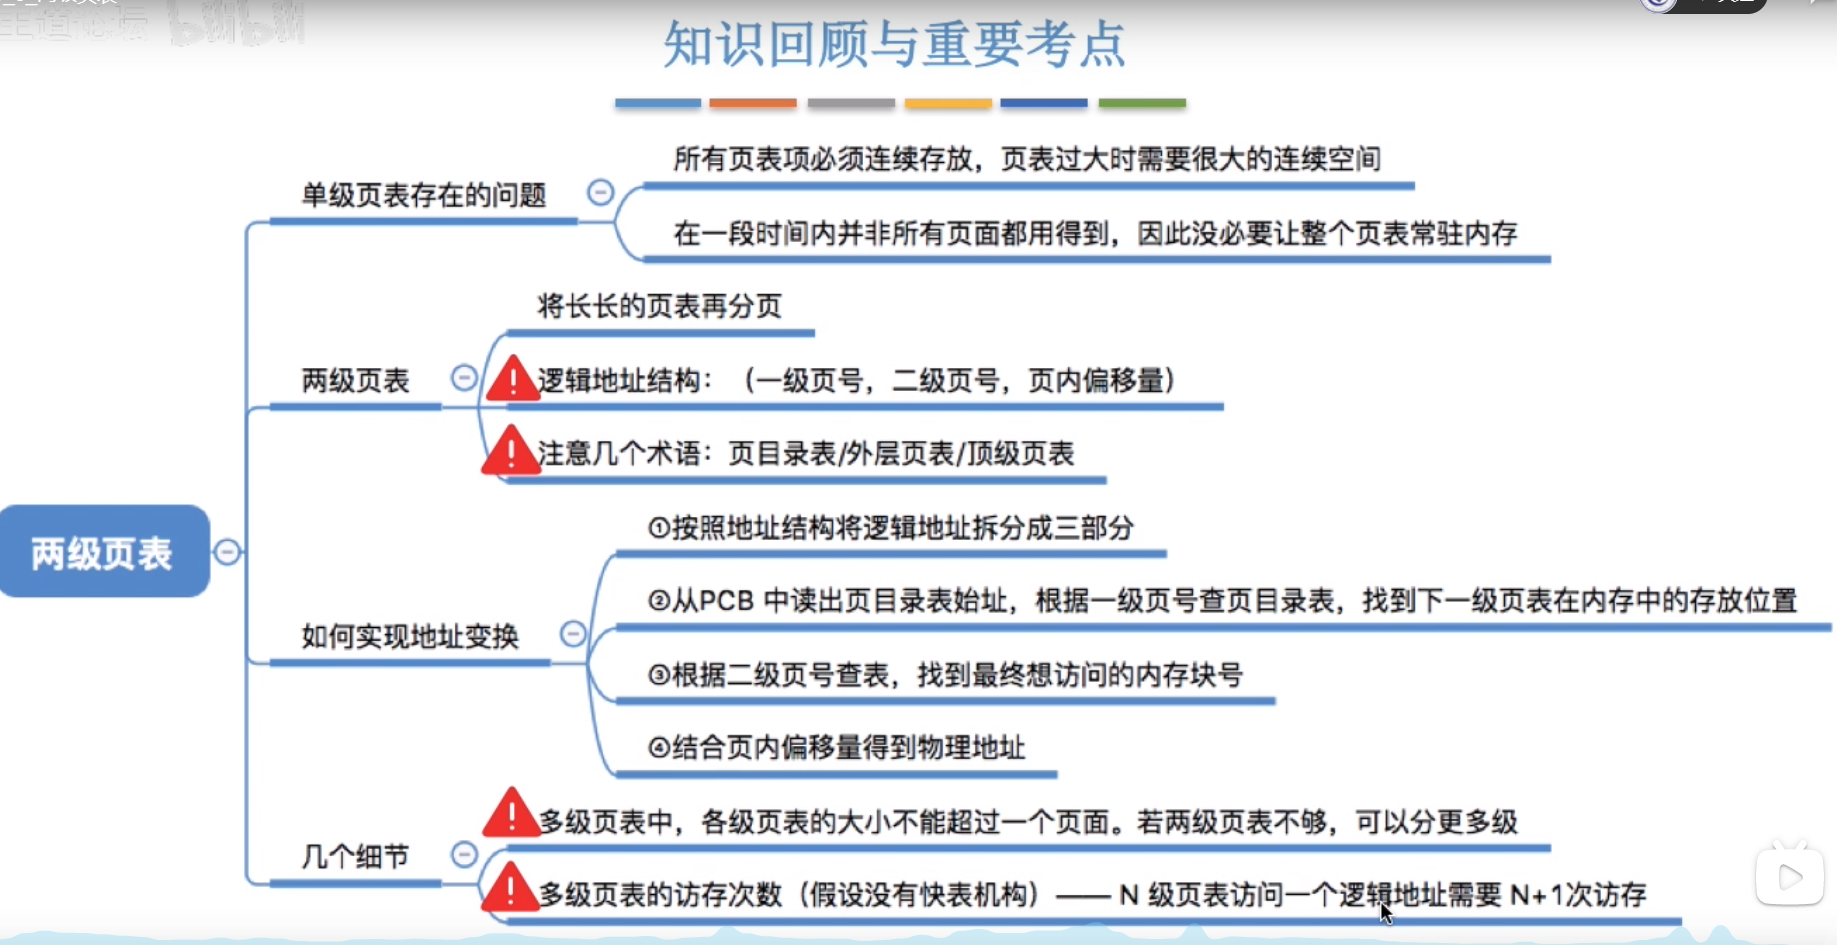 王道论坛 bilibili
知识回顾与重要考点
所有页表项必须连续存放，页表过大时需要很大的连续空间
单级页表存在的问题
在一段时间内并非所有页面都用得到，因此没必要让整个页表常驻内存
将长长的页表再分页
两级页表
逻辑地址结构：（一级页号，二级页号，页内偏移量）
注意几个术语：页目录表/外层页表/顶级页表
两级页表
①按照地址结构将逻辑地址拆分成三部分
②从PCB 中读出页目录表始址，根据一级页号查页目录表，找到下一级页表在内存中的存放位置
如何实现地址变换
③根据二级页号查表，找到最终想访问的内存块号
④结合页内偏移量得到物理地址
多级页表中，各级页表的大小不能超过一个页面。若两级页表不够，可以分更多级
几个细节
多级页表的访存次数（假设没有快表机构）—— N 级页表访问一个逻辑地址需要 N+1次访存